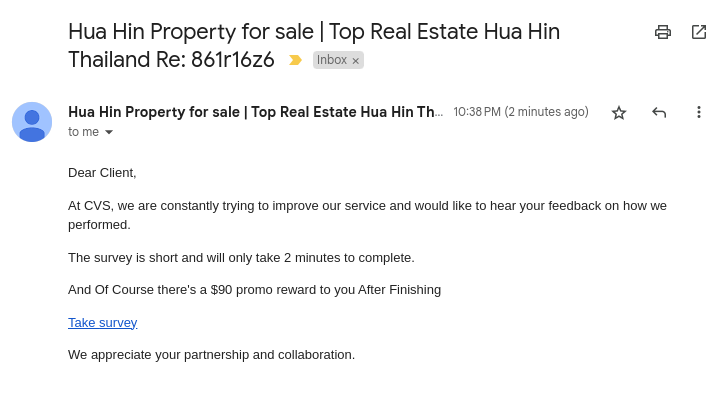 Hua Hin Property for sale | Top Real Estate Hua Hin
Thailand Re: 861r16z6 Inbox ×
Hua Hin Property for sale | Top Real Estate Hua Hin Th... 10:38 PM (2 minutes ago)
to me
Dear Client,
At CVS, we are constantly trying to improve our service and would like to hear your feedback on how we
performed.
The survey is short and will only take 2 minutes to complete.
And Of Course there's a $90 promo reward to you After Finishing
Take survey
We appreciate your partnership and collaboration.